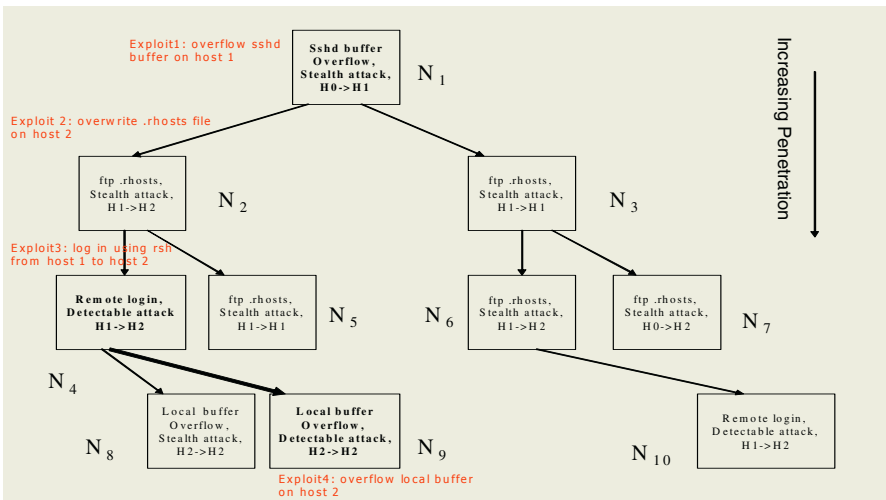 Exploit1: overflow sshd
buffer on host 1
Sshd buffer
Overflow,
Stealth attack,
H0->H1
N 1
Increasing Penetration
Exploit 2: overwrite .rhosts file
on host 2
ftp .rhosts,
Stealth attack,
H1->H2
N 2
ftp .rhosts,
Stealth attack,
H1->H1
N 3
Exploit3: log in using rsh
from host 1 to host 2
Remote login,
Detectable attack
H1->H2
N 4
ftp .rhosts,
Stealth attack,
H1->H1
N 5
N 6
ftp .rhosts,
Stealth attack,
H1->H2
ftp .rhosts,
Stealth attack,
H0->H2
N 7
N 8
Local buffer
Overflow,
Stealth attack,
H2->H2
Local buffer
Overflow,
Detectable attack,
H2->H2
N 9
Exploit4: overflow local buffer
on host 2
N 10
Remote login,
Detectable attack,
H1->H2